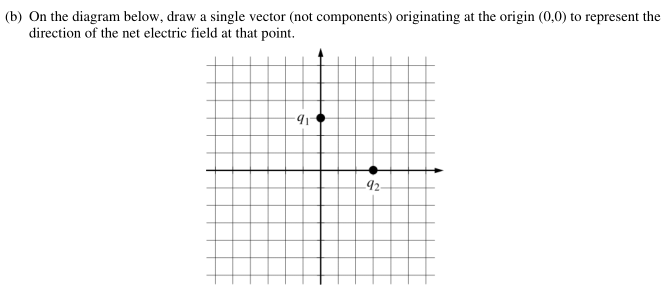 (b) On the diagram below, draw a single vector (not components) originating at the origin (0,0) to represent the
direction of the net electric field at that point.
q₁
q₂